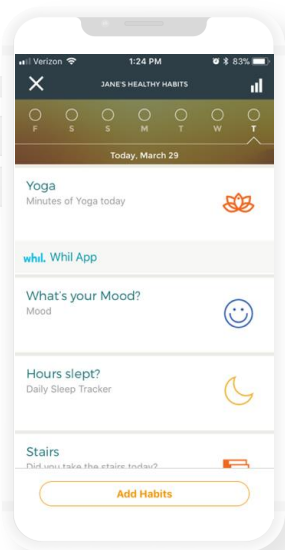 Verizon 1:24 PM 83%
JANE'S HEALTHY HABITS
F S S M T W T
Today, March 29
Yoga
Minutes of Yoga today
whil. Whil App
What's your Mood?
Mood
Hours slept?
Daily Sleep Tracker
Stairs
Did you take the stairs today?
Add Habits